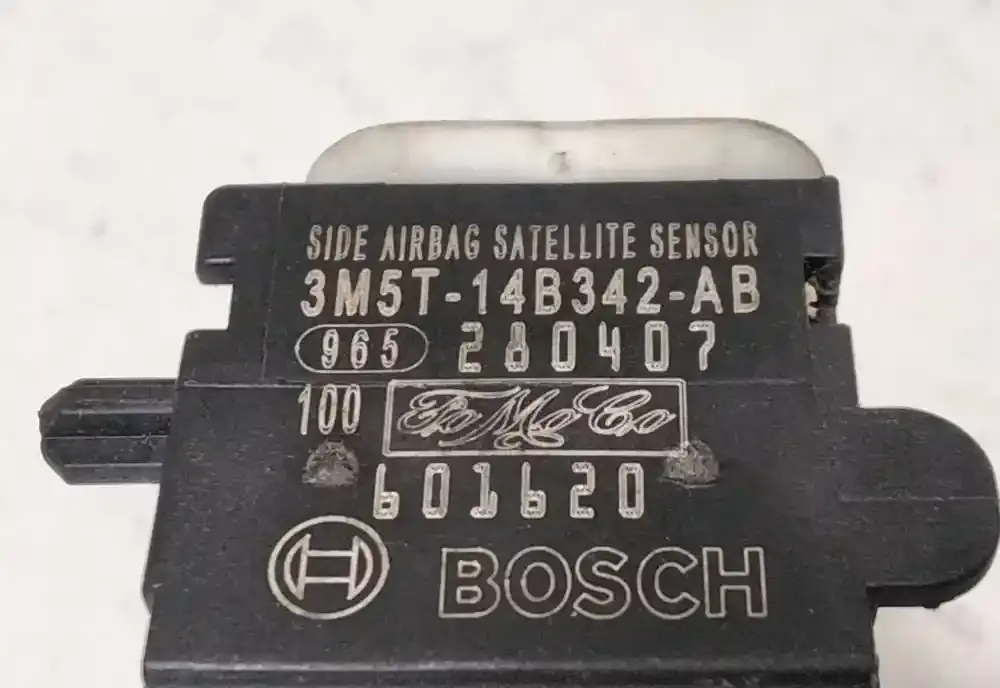 SIDE AIRBAG SATELLITE SENSOR
3M5T-14B342-AB
965 280407
100 FoMoCo
601620
BOSCH